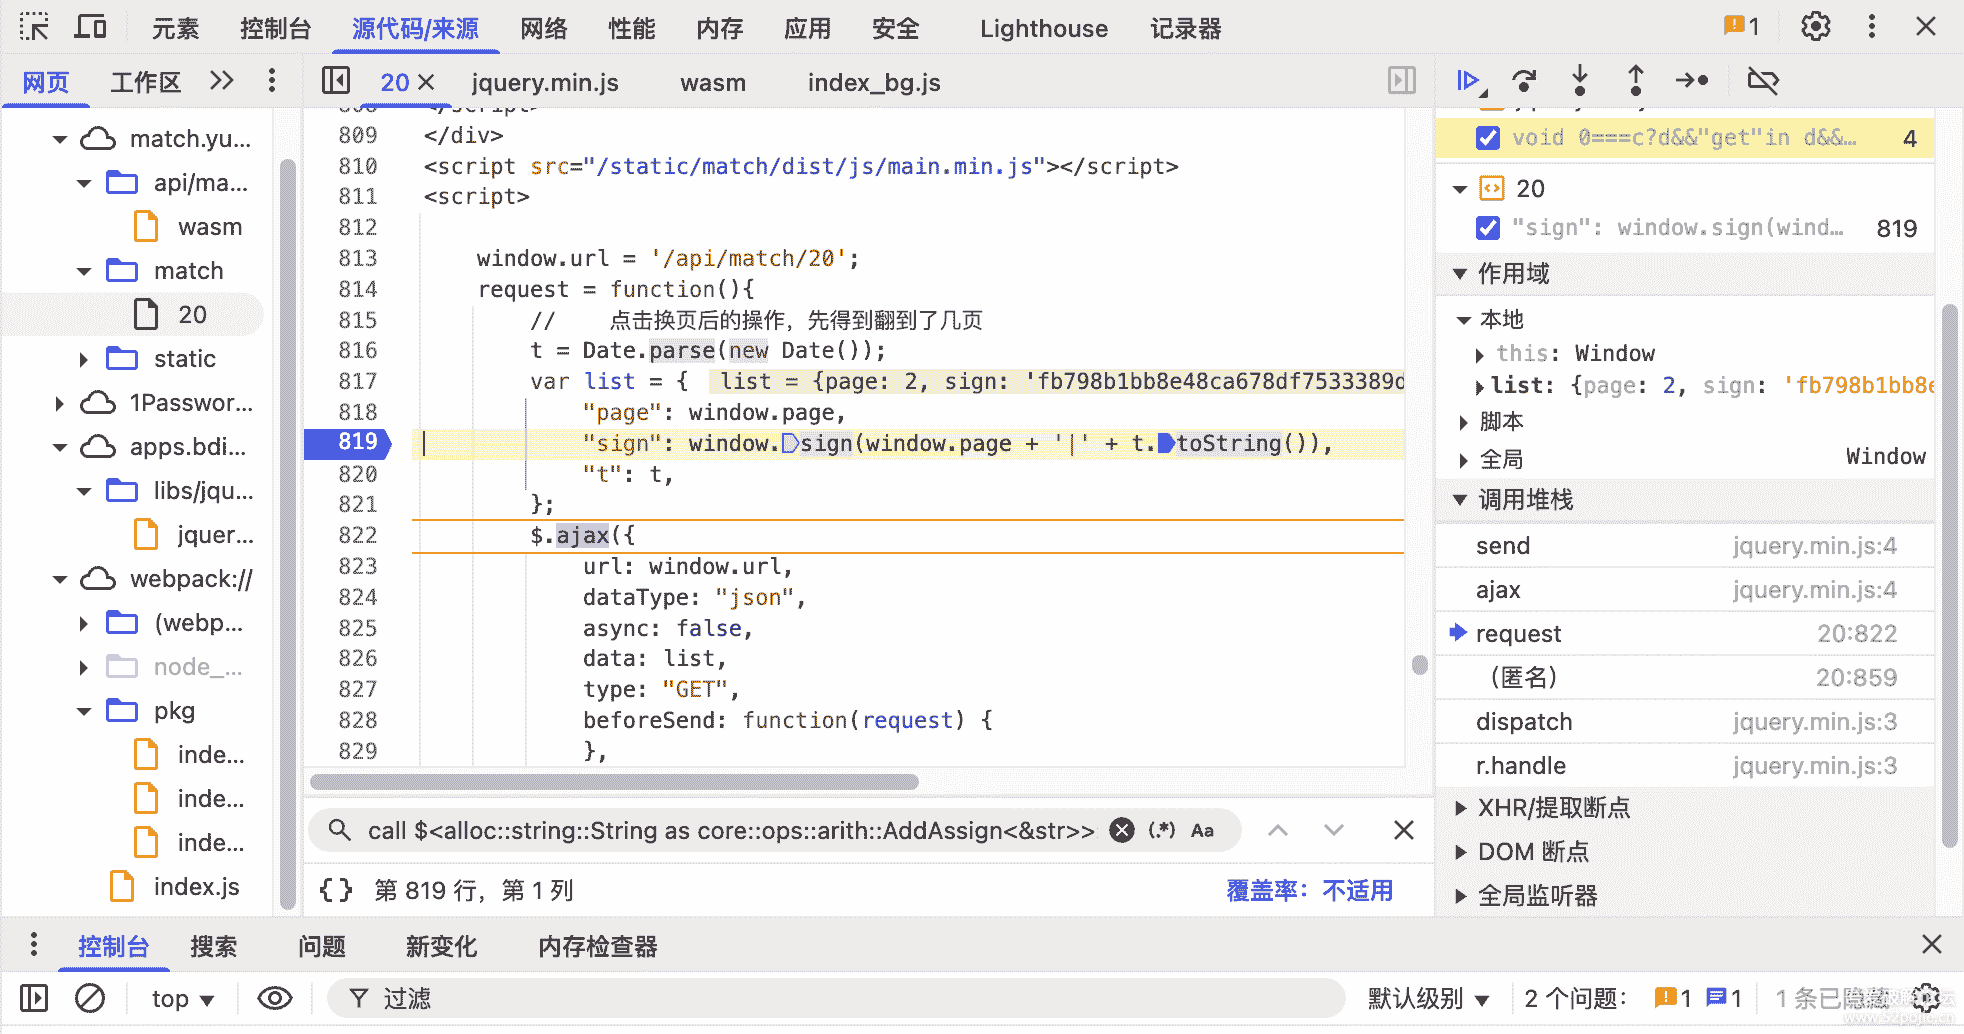 元素 控制台 源代码/来源 网络 性能 内存 应用 安全 Lighthouse 记录器 1
网页 工作区 20 jquery.min.js wasm index_bg.js
match.yu...
api/ma...
wasm
match
20
static
1Passwor...
apps.bdi...
libs/jqu...
jquer...
webpack://
(webp...
node_...
pkg
inde...
inde...
inde...
index.js
809 </div>
810 <script src="/static/match/dist/js/main.min.js"></script>
811 <script>
812
813 window.url = '/api/match/20';
814 request = function(){
815 // 点击换页后的操作，先得到翻到了几页
816 t = Date.parse(new Date());
817 var list = { list = {page: 2, sign: 'fb798b1bb8e48ca678df7533389d
818 "page": window.page,
819 "sign": window.sign(window.page + '|' + t.toString()),
820 "t": t,
821 };
822 $.ajax({
823 url: window.url,
824 dataType: "json",
825 async: false,
826 data: list,
827 type: "GET",
828 beforeSend: function(request) {
829 },
call $<alloc::string::String as core::ops::arith::AddAssign<&str>> (.*) Aa
{} 第 819 行，第 1 列 覆盖率：不适用
void 0===c?d&&"get"in d&&… 4
20
"sign": window.sign(wind… 819
作用域
本地
this: Window
list: {page: 2, sign: 'fb798b1bb8e
脚本
全局 Window
调用堆栈
send jquery.min.js:4
ajax jquery.min.js:4
request 20:822
（匿名） 20:859
dispatch jquery.min.js:3
r.handle jquery.min.js:3
XHR/提取断点
DOM 断点
全局监听器
控制台 搜索 问题 新变化 内存检查器
top 过滤 默认级别 2 个问题： 1 1 1 条已隐藏
www.52pojie.cn